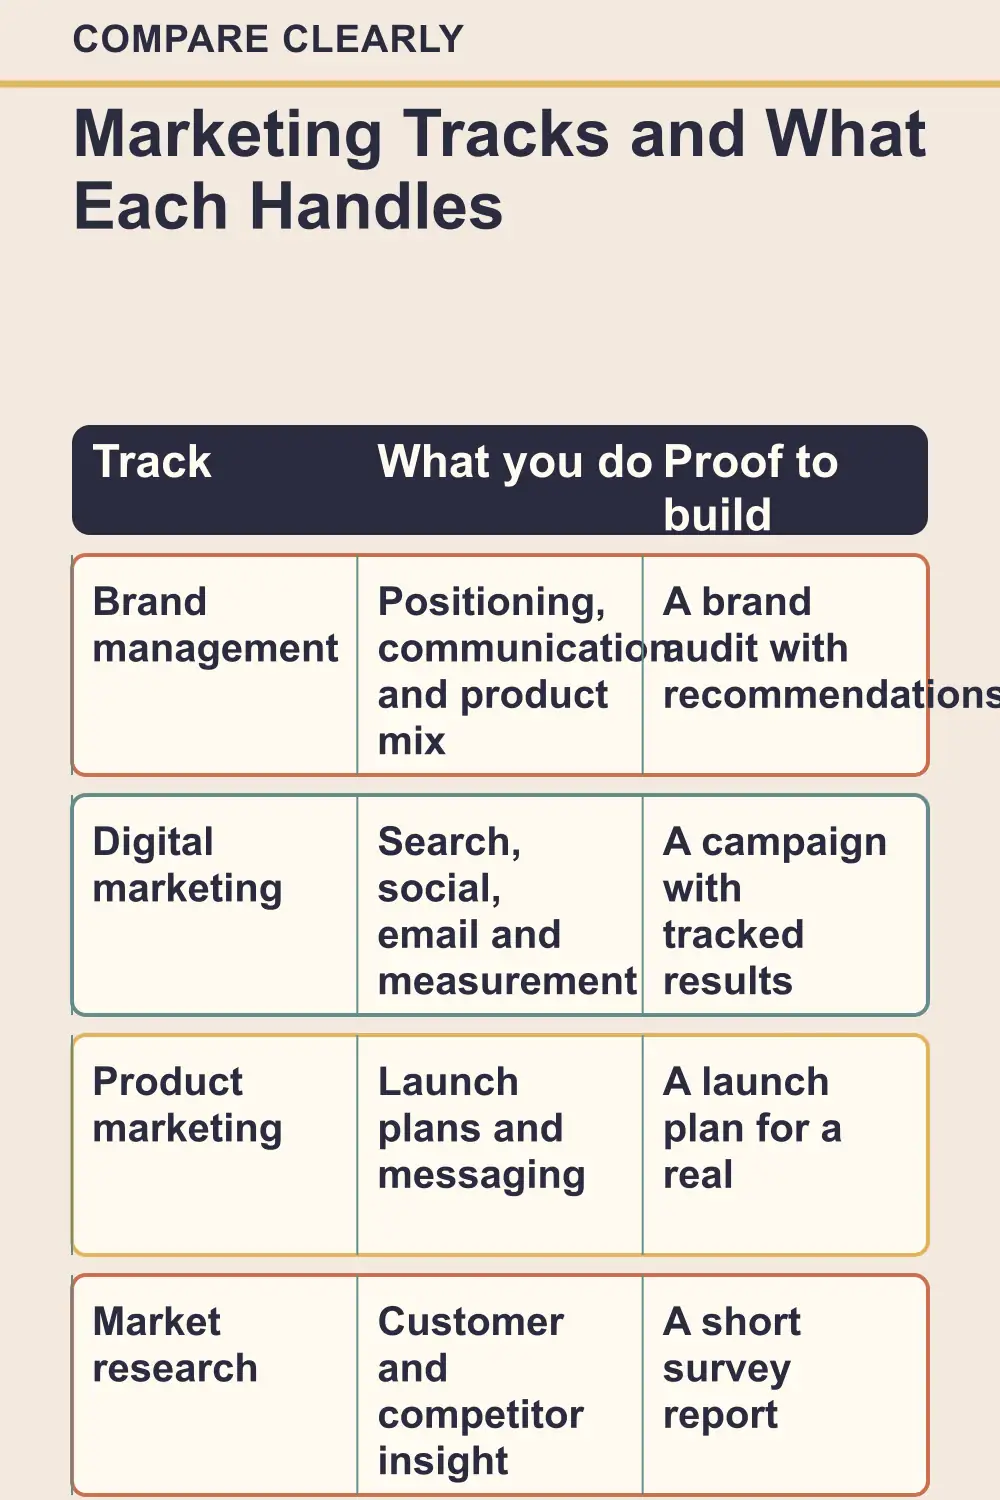 COMPARE CLEARLY
Marketing Tracks and What
Each Handles
Track
What you do
Proof to
build
Brand
management
Positioning,
communication
and product
mix
A brand
audit with
recommendations
Digital
marketing
Search,
social,
email and
measurement
A campaign
with
tracked
results
Product
marketing
Launch
plans and
messaging
A launch
plan for a
real
Market
research
Customer
and
competitor
insight
A short
survey
report